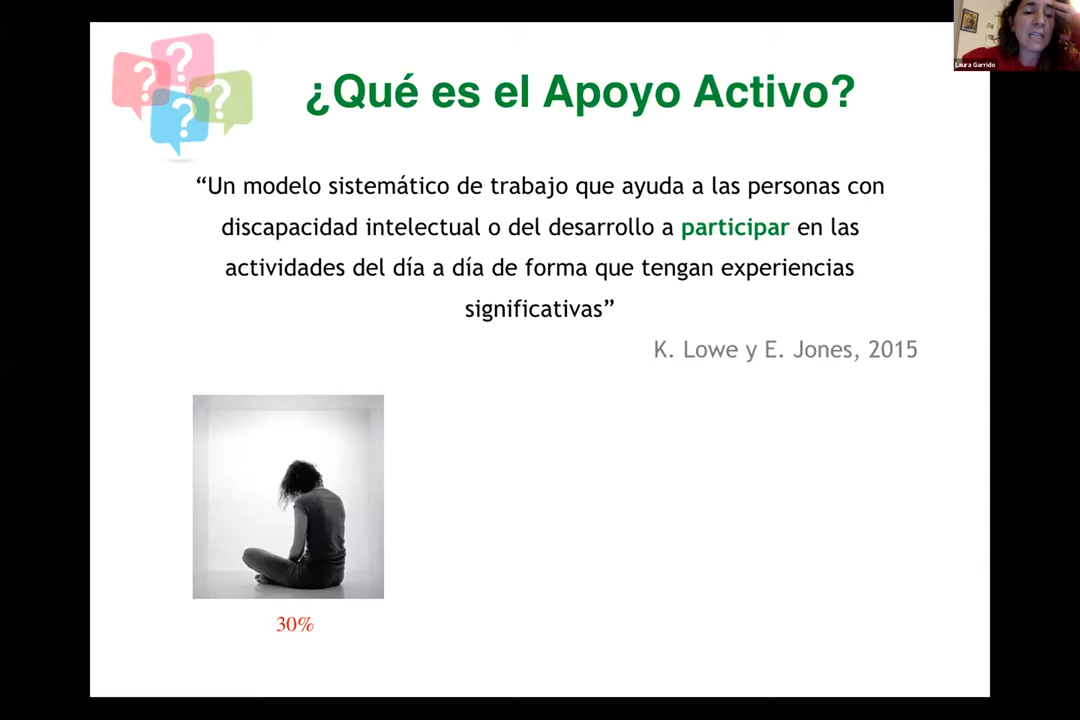 Laura Garrido
¿Qué es el Apoyo Activo?
“Un modelo sistemático de trabajo que ayuda a las personas con
discapacidad intelectual o del desarrollo a participar en las
actividades del día a día de forma que tengan experiencias
significativas”
K. Lowe y E. Jones, 2015
30%